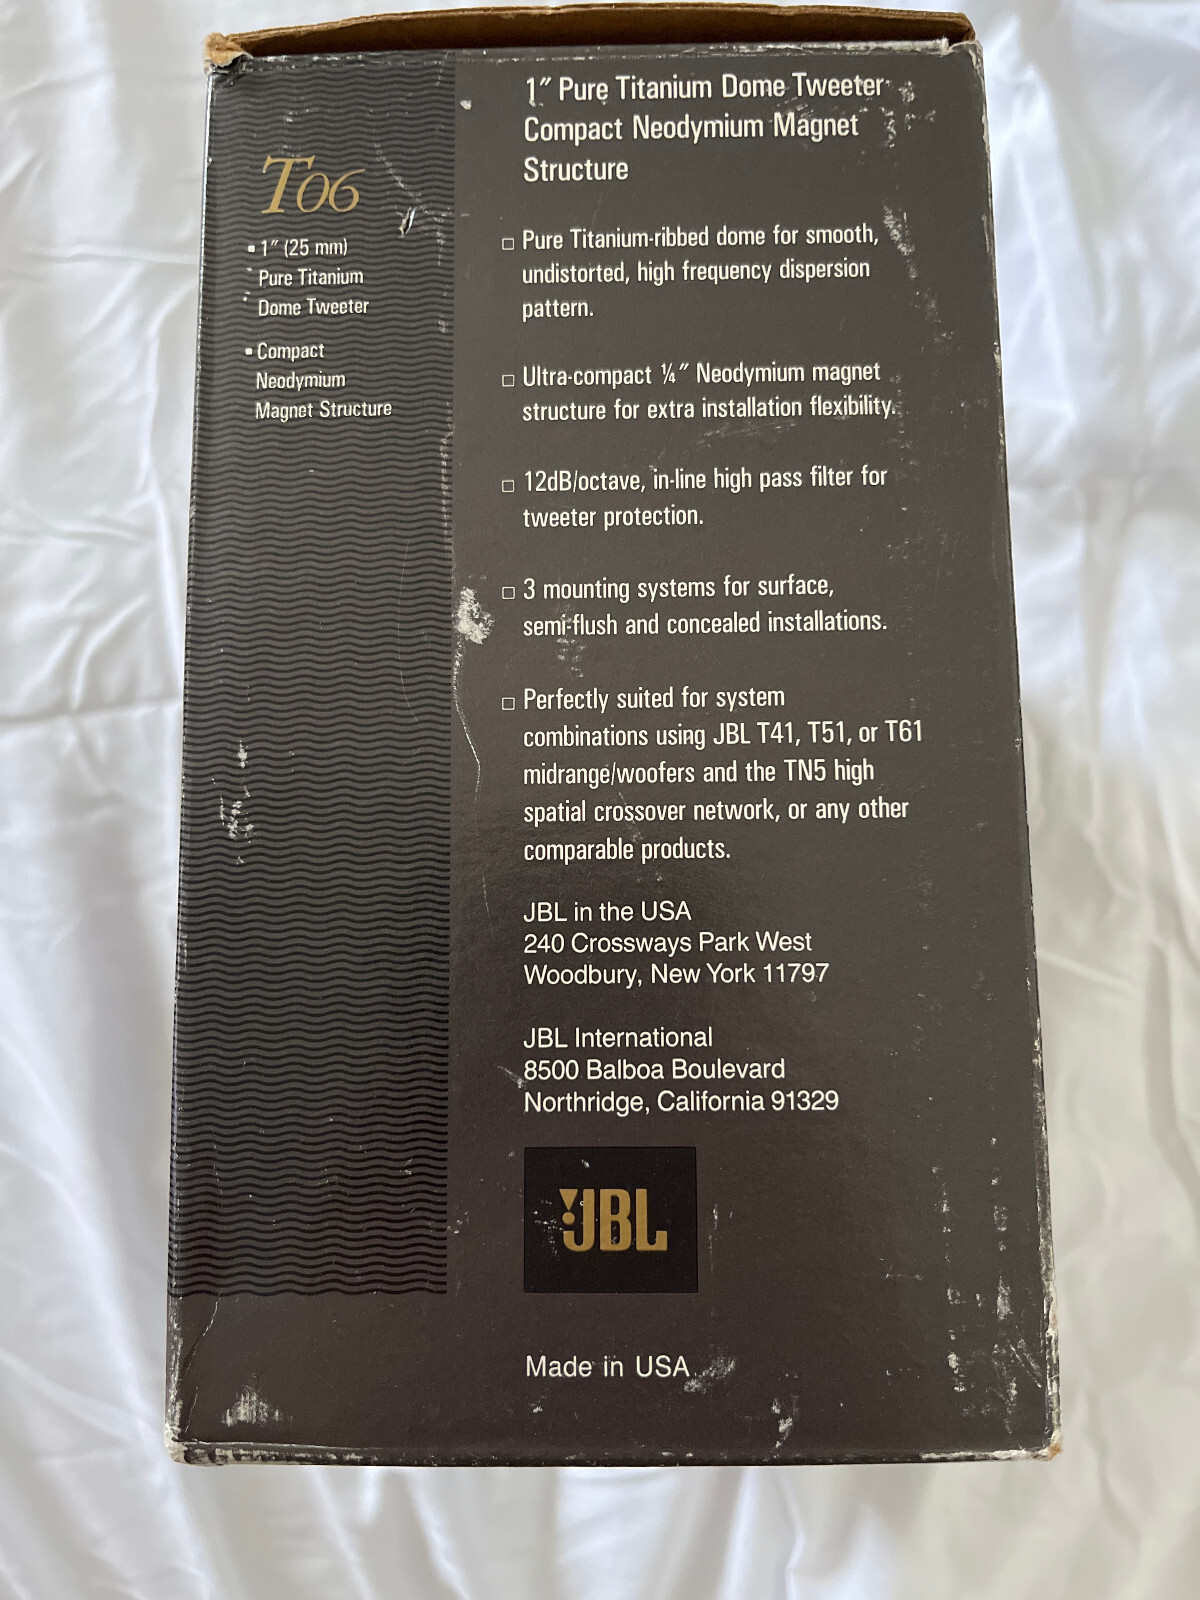 T06
▪ 1″ (25 mm)
Pure Titanium
Dome Tweeter
▪ Compact
Neodymium
Magnet Structure
1″ Pure Titanium Dome Tweeter
Compact Neodymium Magnet
Structure
□ Pure Titanium-ribbed dome for smooth,
undistorted, high frequency dispersion
pattern.
□ Ultra-compact ¼″ Neodymium magnet
structure for extra installation flexibility.
□ 12dB/octave, in-line high pass filter for
tweeter protection.
□ 3 mounting systems for surface,
semi-flush and concealed installations.
□ Perfectly suited for system
combinations using JBL T41, T51, or T61
midrange/woofers and the TN5 high
spatial crossover network, or any other
comparable products.
JBL in the USA
240 Crossways Park West
Woodbury, New York 11797
JBL International
8500 Balboa Boulevard
Northridge, California 91329
JBL
Made in USA